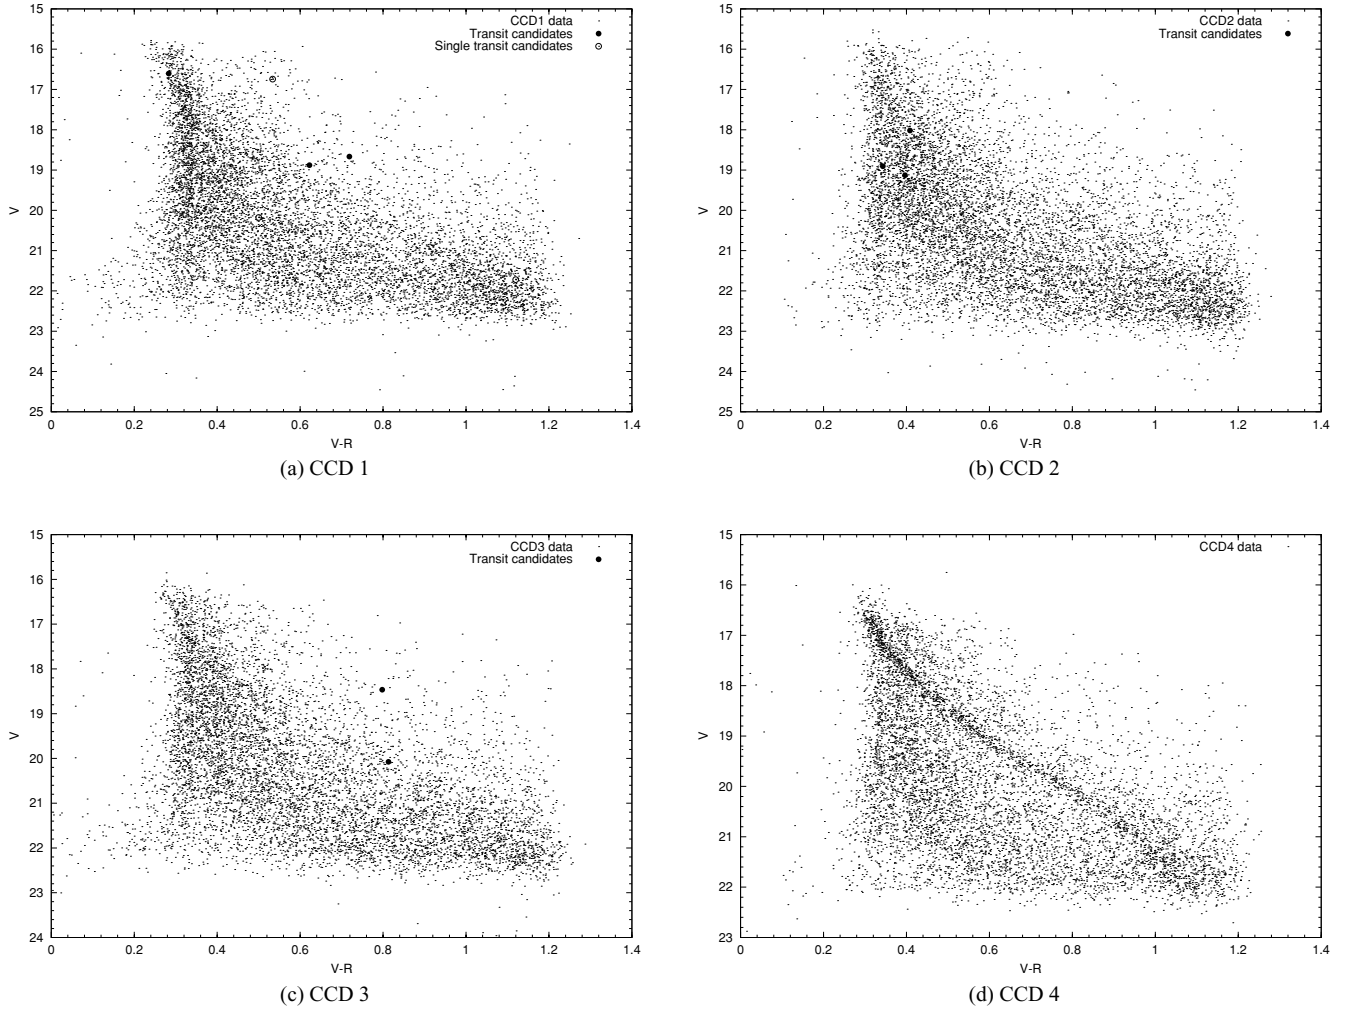 15
16
17
18
19
20
21
22
23
24
25
V
0 0.2 0.4 0.6 0.8 1 1.2 1.4
V-R
CCD1 data
Transit candidates
Single transit candidates
(a) CCD 1
15
16
17
18
19
20
21
22
23
24
25
V
0 0.2 0.4 0.6 0.8 1 1.2 1.4
V-R
CCD2 data
Transit candidates
(b) CCD 2
15
16
17
18
19
20
21
22
23
24
V
0 0.2 0.4 0.6 0.8 1 1.2 1.4
V-R
CCD3 data
Transit candidates
(c) CCD 3
15
16
17
18
19
20
21
22
23
V
0 0.2 0.4 0.6 0.8 1 1.2 1.4
V-R
CCD4 data
(d) CCD 4